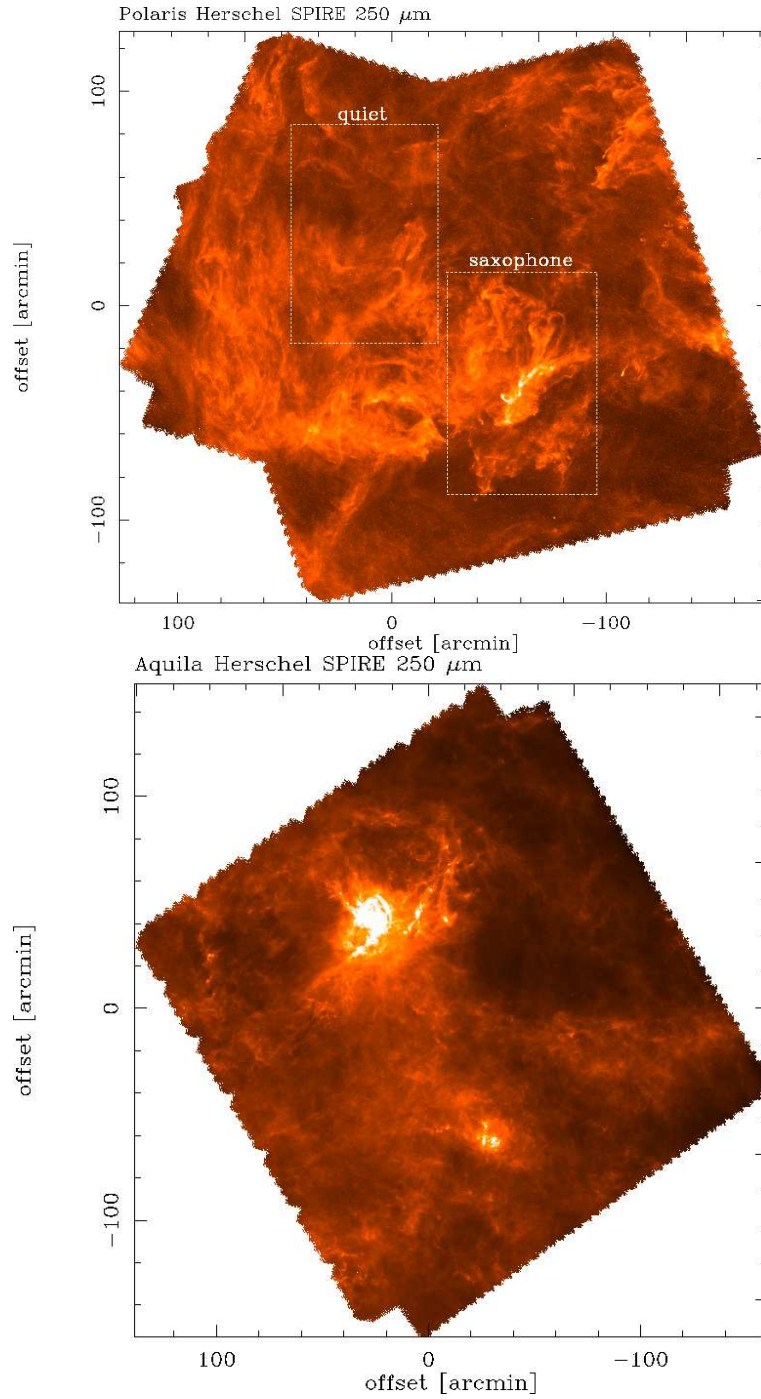 Polaris Herschel SPIRE 250 μm
quiet
saxophone
offset [arcmin]
100
0
−100
100
0
−100
offset [arcmin]
Aquila Herschel SPIRE 250 μm
offset [arcmin]
100
0
−100
100
0
−100
offset [arcmin]